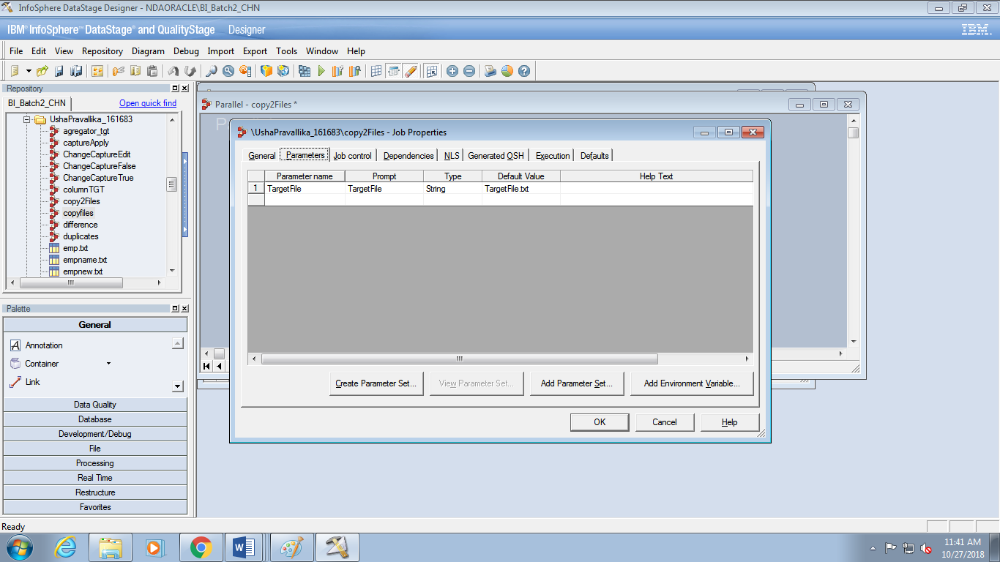 InfoSphere DataStage Designer - NDAORACLE\BI_Batch2_CHN
IBM® InfoSphere™ DataStage® and QualityStage Designer
IBM.
File Edit View Repository Diagram Debug Import Export Tools Window Help
Repository
BI_Batch2_CHN Open quick find
UshaPravallika_161683
agregator_tgt
captureApply
ChangeCaptureEdit
ChangeCaptureFalse
ChangeCaptureTrue
columnTGT
copy2Files
copyfiles
difference
duplicates
emp.txt
empname.txt
empnew.txt
Palette
General
Annotation
Container
Link
Data Quality
Database
Development/Debug
File
Processing
Real Time
Restructure
Favorites
Parallel - copy2Files *
\UshaPravallika_161683\copy2Files - Job Properties
General Parameters Job control Dependencies NLS Generated OSH Execution Defaults
Parameter name Prompt Type Default Value Help Text
1 TargetFile TargetFile String TargetFile.txt
Create Parameter Set... View Parameter Set... Add Parameter Set... Add Environment Variable...
OK Cancel Help
Ready
11:41 AM
10/27/2018